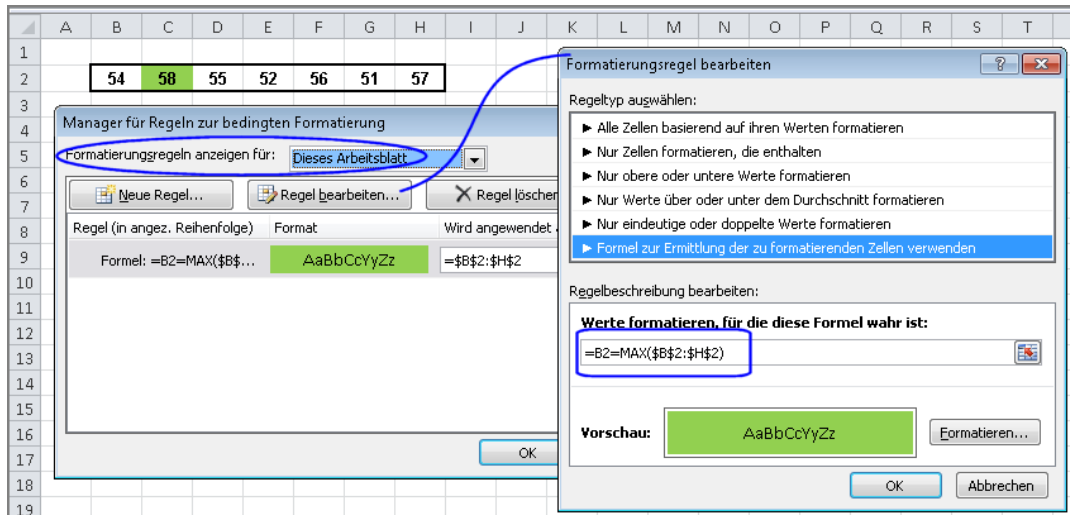 A B C D E F G H I J K L M N O P Q R S T
1
2 54 58 55 52 56 51 57
3
4
5
6
7
8
9
10
11
12
13
14
15
16
17
18
19
Manager für Regeln zur bedingten Formatierung
Formatierungsregeln anzeigen für: Dieses Arbeitsblatt
Neue Regel... Regel bearbeiten... Regel löschen
Regel (in angez. Reihenfolge) Format Wird angewendet
Formel: =B2=MAX($B$... AaBbCcYyZz =$B$2:$H$2
OK
Formatierungsregel bearbeiten
Regeltyp auswählen:
► Alle Zellen basierend auf ihren Werten formatieren
► Nur Zellen formatieren, die enthalten
► Nur obere oder untere Werte formatieren
► Nur Werte über oder unter dem Durchschnitt formatieren
► Nur eindeutige oder doppelte Werte formatieren
► Formel zur Ermittlung der zu formatierenden Zellen verwenden
Regelbeschreibung bearbeiten:
Werte formatieren, für die diese Formel wahr ist:
=B2=MAX($B$2:$H$2)
Vorschau: AaBbCcYyZz Formatieren...
OK Abbrechen